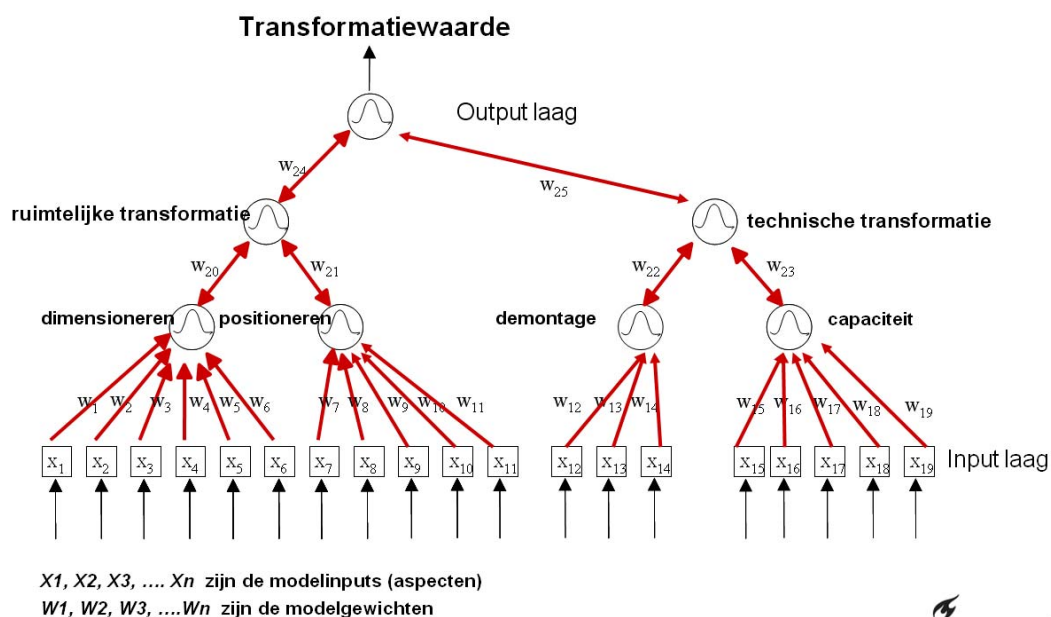 Transformatiewaarde
Output laag
w24
w25
ruimtelijke transformatie
technische transformatie
w20 w21 w22 w23
dimensioneren positioneren demontage capaciteit
w1 w2 w3 w4 w5 w6 w7 w8 w9 w10 w11 w12 w13 w14 w15 w16 w17 w18 w19
x1 x2 x3 x4 x5 x6 x7 x8 x9 x10 x11 x12 x13 x14 x15 x16 x17 x18 x19 Input laag
X1, X2, X3, .... Xn zijn de modelinputs (aspecten)
W1, W2, W3, ....Wn zijn de modelgewichten